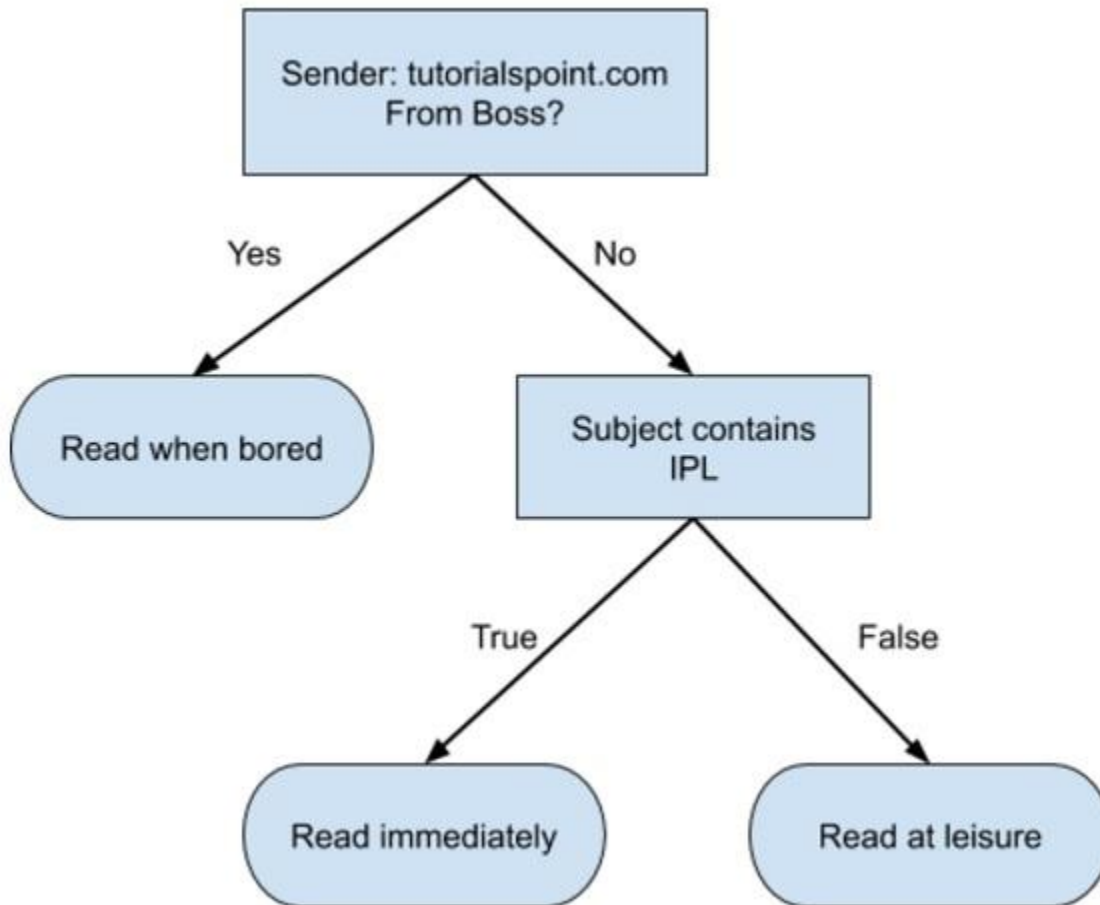 Sender: tutorialspoint.com
From Boss?
Yes
No
Read when bored
Subject contains
IPL
True
False
Read immediately
Read at leisure